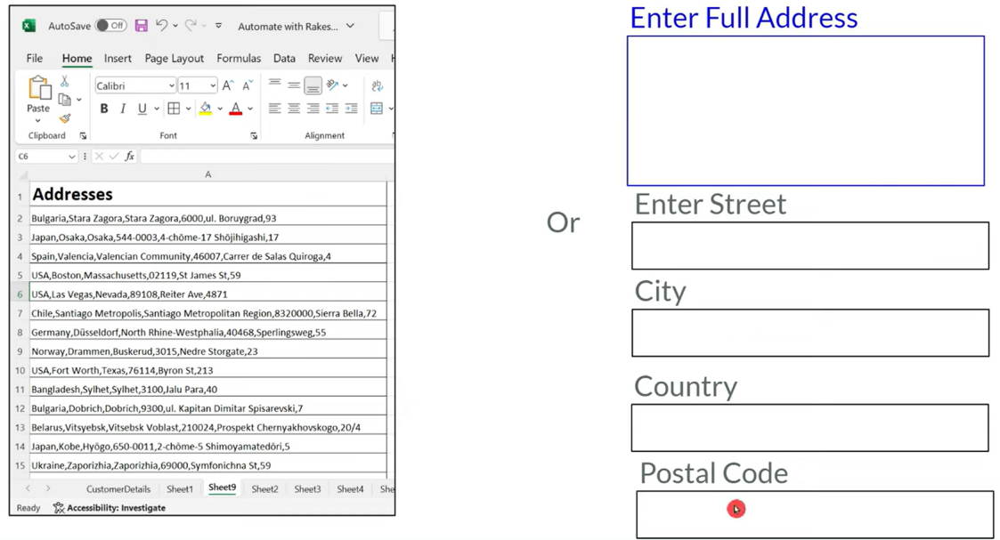 AutoSave Off Automate with Rakes...
File Home Insert Page Layout Formulas Data Review View
Paste
Calibri 11
B I U A
Clipboard Font Alignment
C6 fx
A
1 Addresses
2 Bulgaria,Stara Zagora,Stara Zagora,6000,ul. Boruygrad,93
3 Japan,Osaka,Osaka,544-0003,4-chōme-17 Shōjihigashi,17
4 Spain,Valencia,Valencian Community,46007,Carrer de Salas Quiroga,4
5 USA,Boston,Massachusetts,02119,St James St,59
6 USA,Las Vegas,Nevada,89108,Reiter Ave,4871
7 Chile,Santiago Metropolis,Santiago Metropolitan Region,8320000,Sierra Bella,72
8 Germany,Düsseldorf,North Rhine-Westphalia,40468,Sperlingsweg,55
9 Norway,Drammen,Buskerud,3015,Nedre Storgate,23
10 USA,Fort Worth,Texas,76114,Byron St,213
11 Bangladesh,Sylhet,Sylhet,3100,Jalu Para,40
12 Bulgaria,Dobrich,Dobrich,9300,ul. Kapitan Dimitar Spisarevski,7
13 Belarus,Vitsyebsk,Vitsebsk Voblast,210024,Prospekt Chernyakhovskogo,20/4
14 Japan,Kobe,Hyōgo,650-0011,2-chōme-5 Shimoyamatedōri,5
15 Ukraine,Zaporizhia,Zaporizhia,69000,Symfonichna St,59
CustomerDetails Sheet1 Sheet9 Sheet2 Sheet3 Sheet4 She
Ready Accessibility: Investigate
Or
Enter Full Address
Enter Street
City
Country
Postal Code